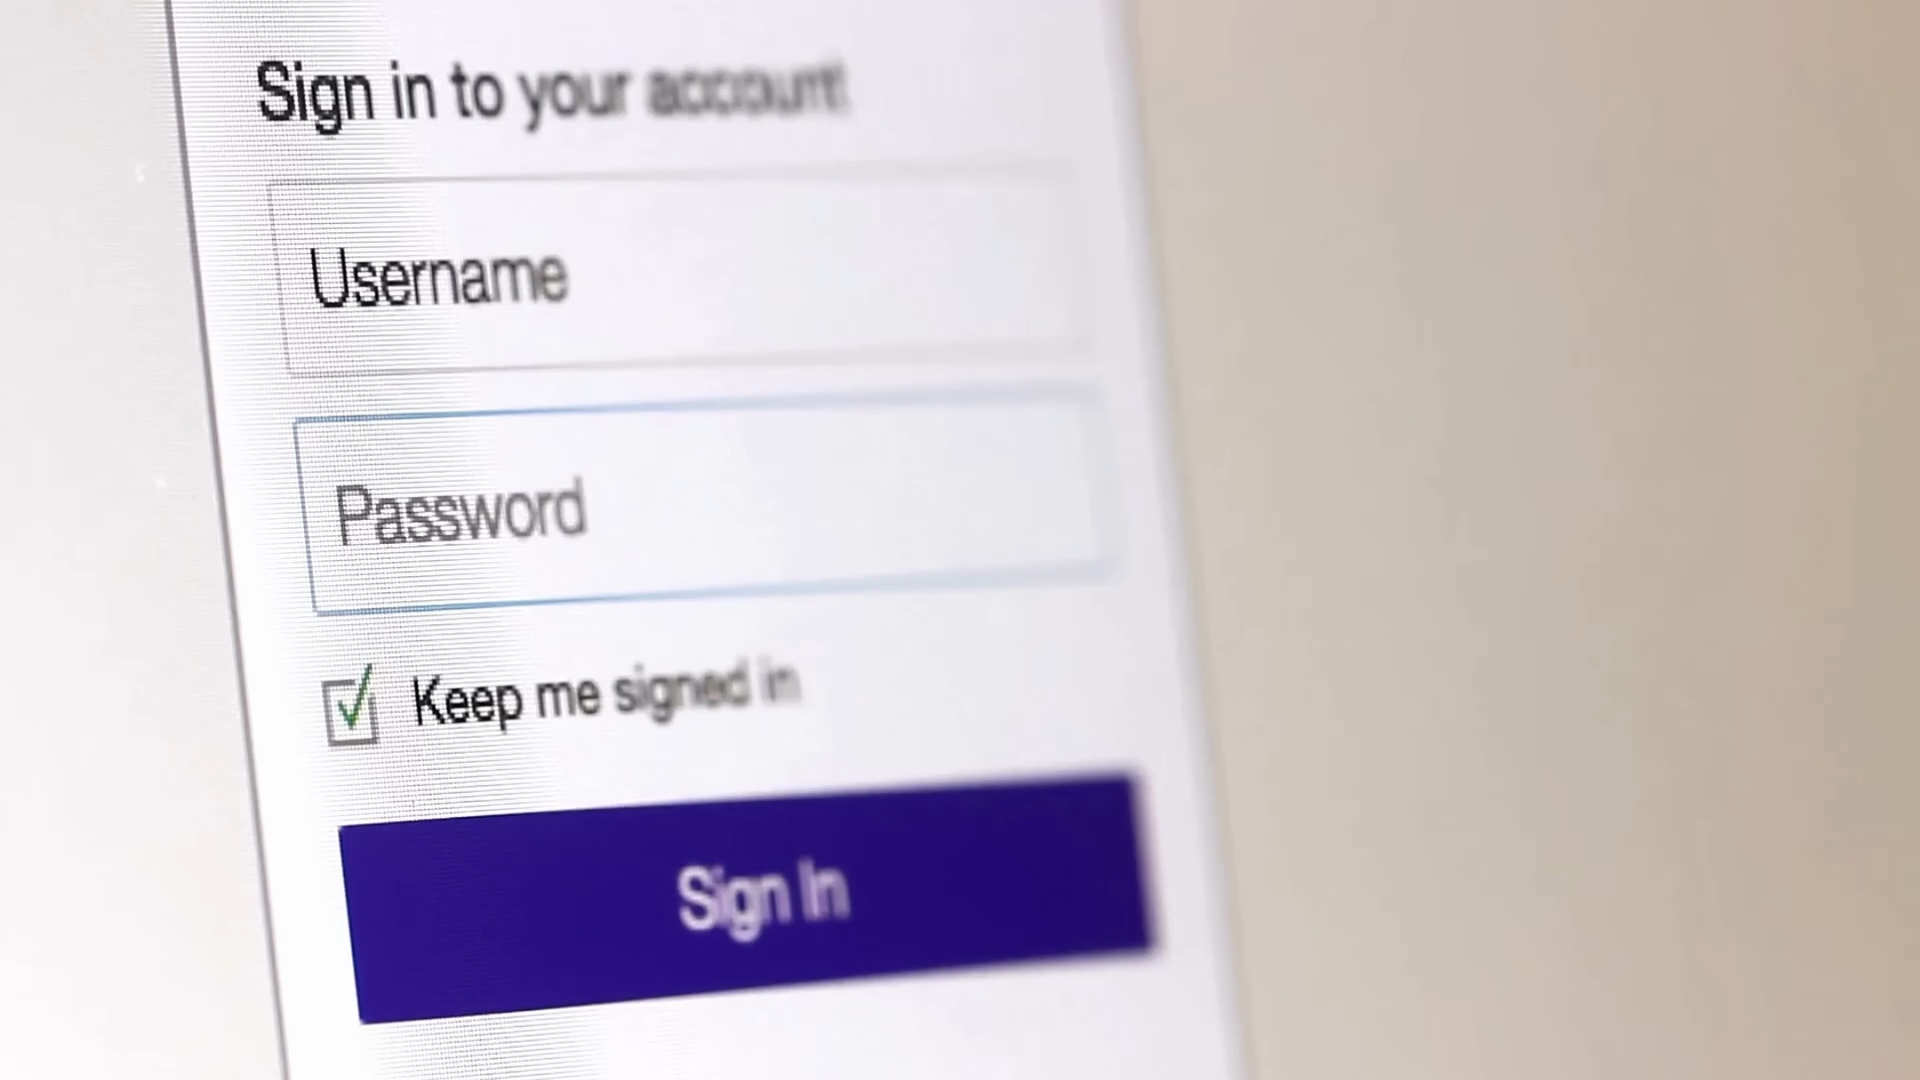 Sign in to your account
Username
Password
Keep me signed in
Sign In